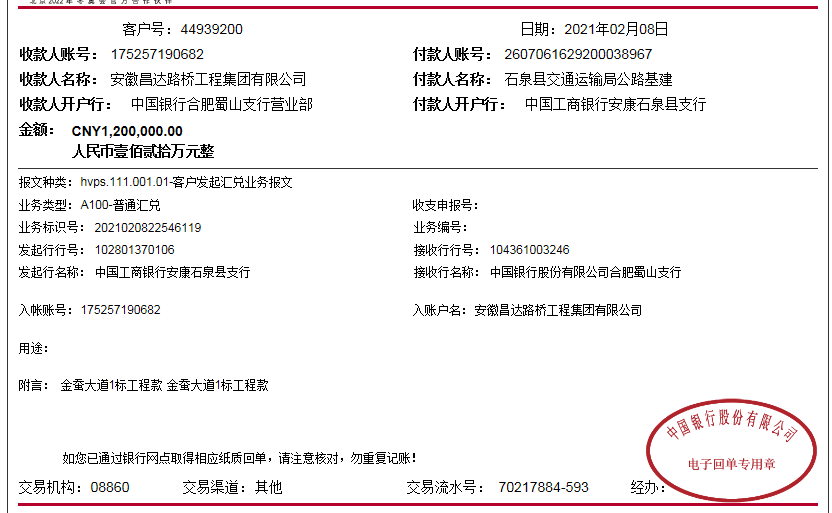 北京2022年冬奥会官方合作伙伴
客户号：44939200 日期：2021年02月08日
收款人账号：175257190682 付款人账号：2607061629200038967
收款人名称：安徽昌达路桥工程集团有限公司 付款人名称：石泉县交通运输局公路基建
收款人开户行：中国银行合肥蜀山支行营业部 付款人开户行：中国工商银行安康石泉县支行
金额：CNY1,200,000.00
人民币壹佰贰拾万元整
报文种类：hvps.111.001.01-客户发起汇兑业务报文
业务类型：A100-普通汇兑 收支申报号：
业务标识号：2021020822546119 业务编号：
发起行行号：102801370106 接收行行号：104361003246
发起行名称：中国工商银行安康石泉县支行 接收行名称：中国银行股份有限公司合肥蜀山支行
入帐账号：175257190682 入账户名：安徽昌达路桥工程集团有限公司
用途：
附言：金蚕大道1标工程款 金蚕大道1标工程款
中国银行股份有限公司
电子回单专用章
如您已通过银行网点取得相应纸质回单，请注意核对，勿重复记账！
交易机构：08860 交易渠道：其他 交易流水号：70217884-593 经办：